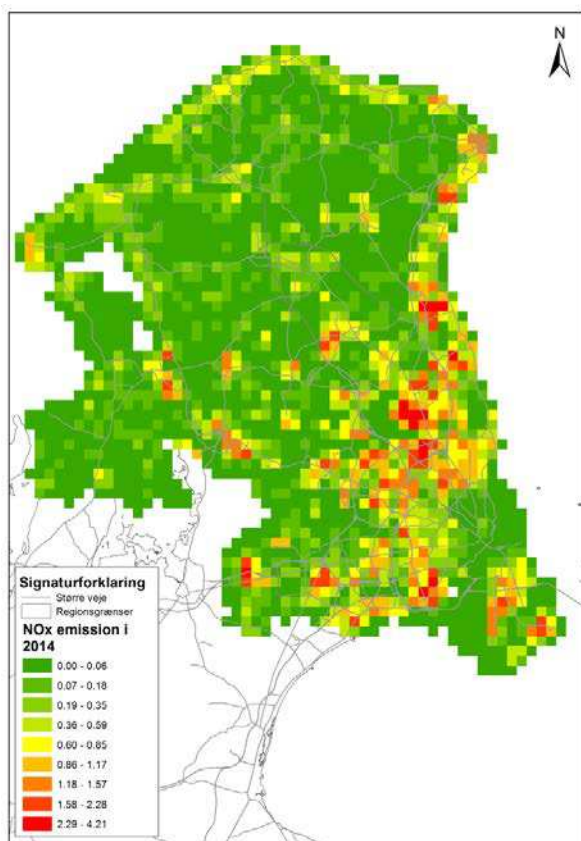 N
Signaturforklaring
Større veje
Regionsgrænser
NOx emission i
2014
0.00 - 0.06
0.07 - 0.18
0.19 - 0.35
0.36 - 0.59
0.60 - 0.85
0.86 - 1.17
1.18 - 1.57
1.58 - 2.28
2.29 - 4.21